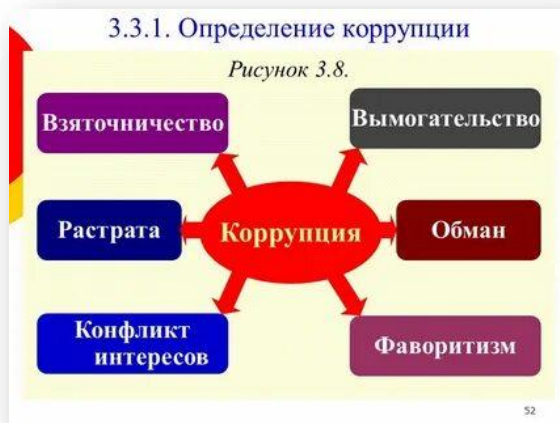 3.3.1. Определение коррупции
Рисунок 3.8.
Взяточничество
Вымогательство
Растрата
Коррупция
Обман
Конфликт
интересов
Фаворитизм
52